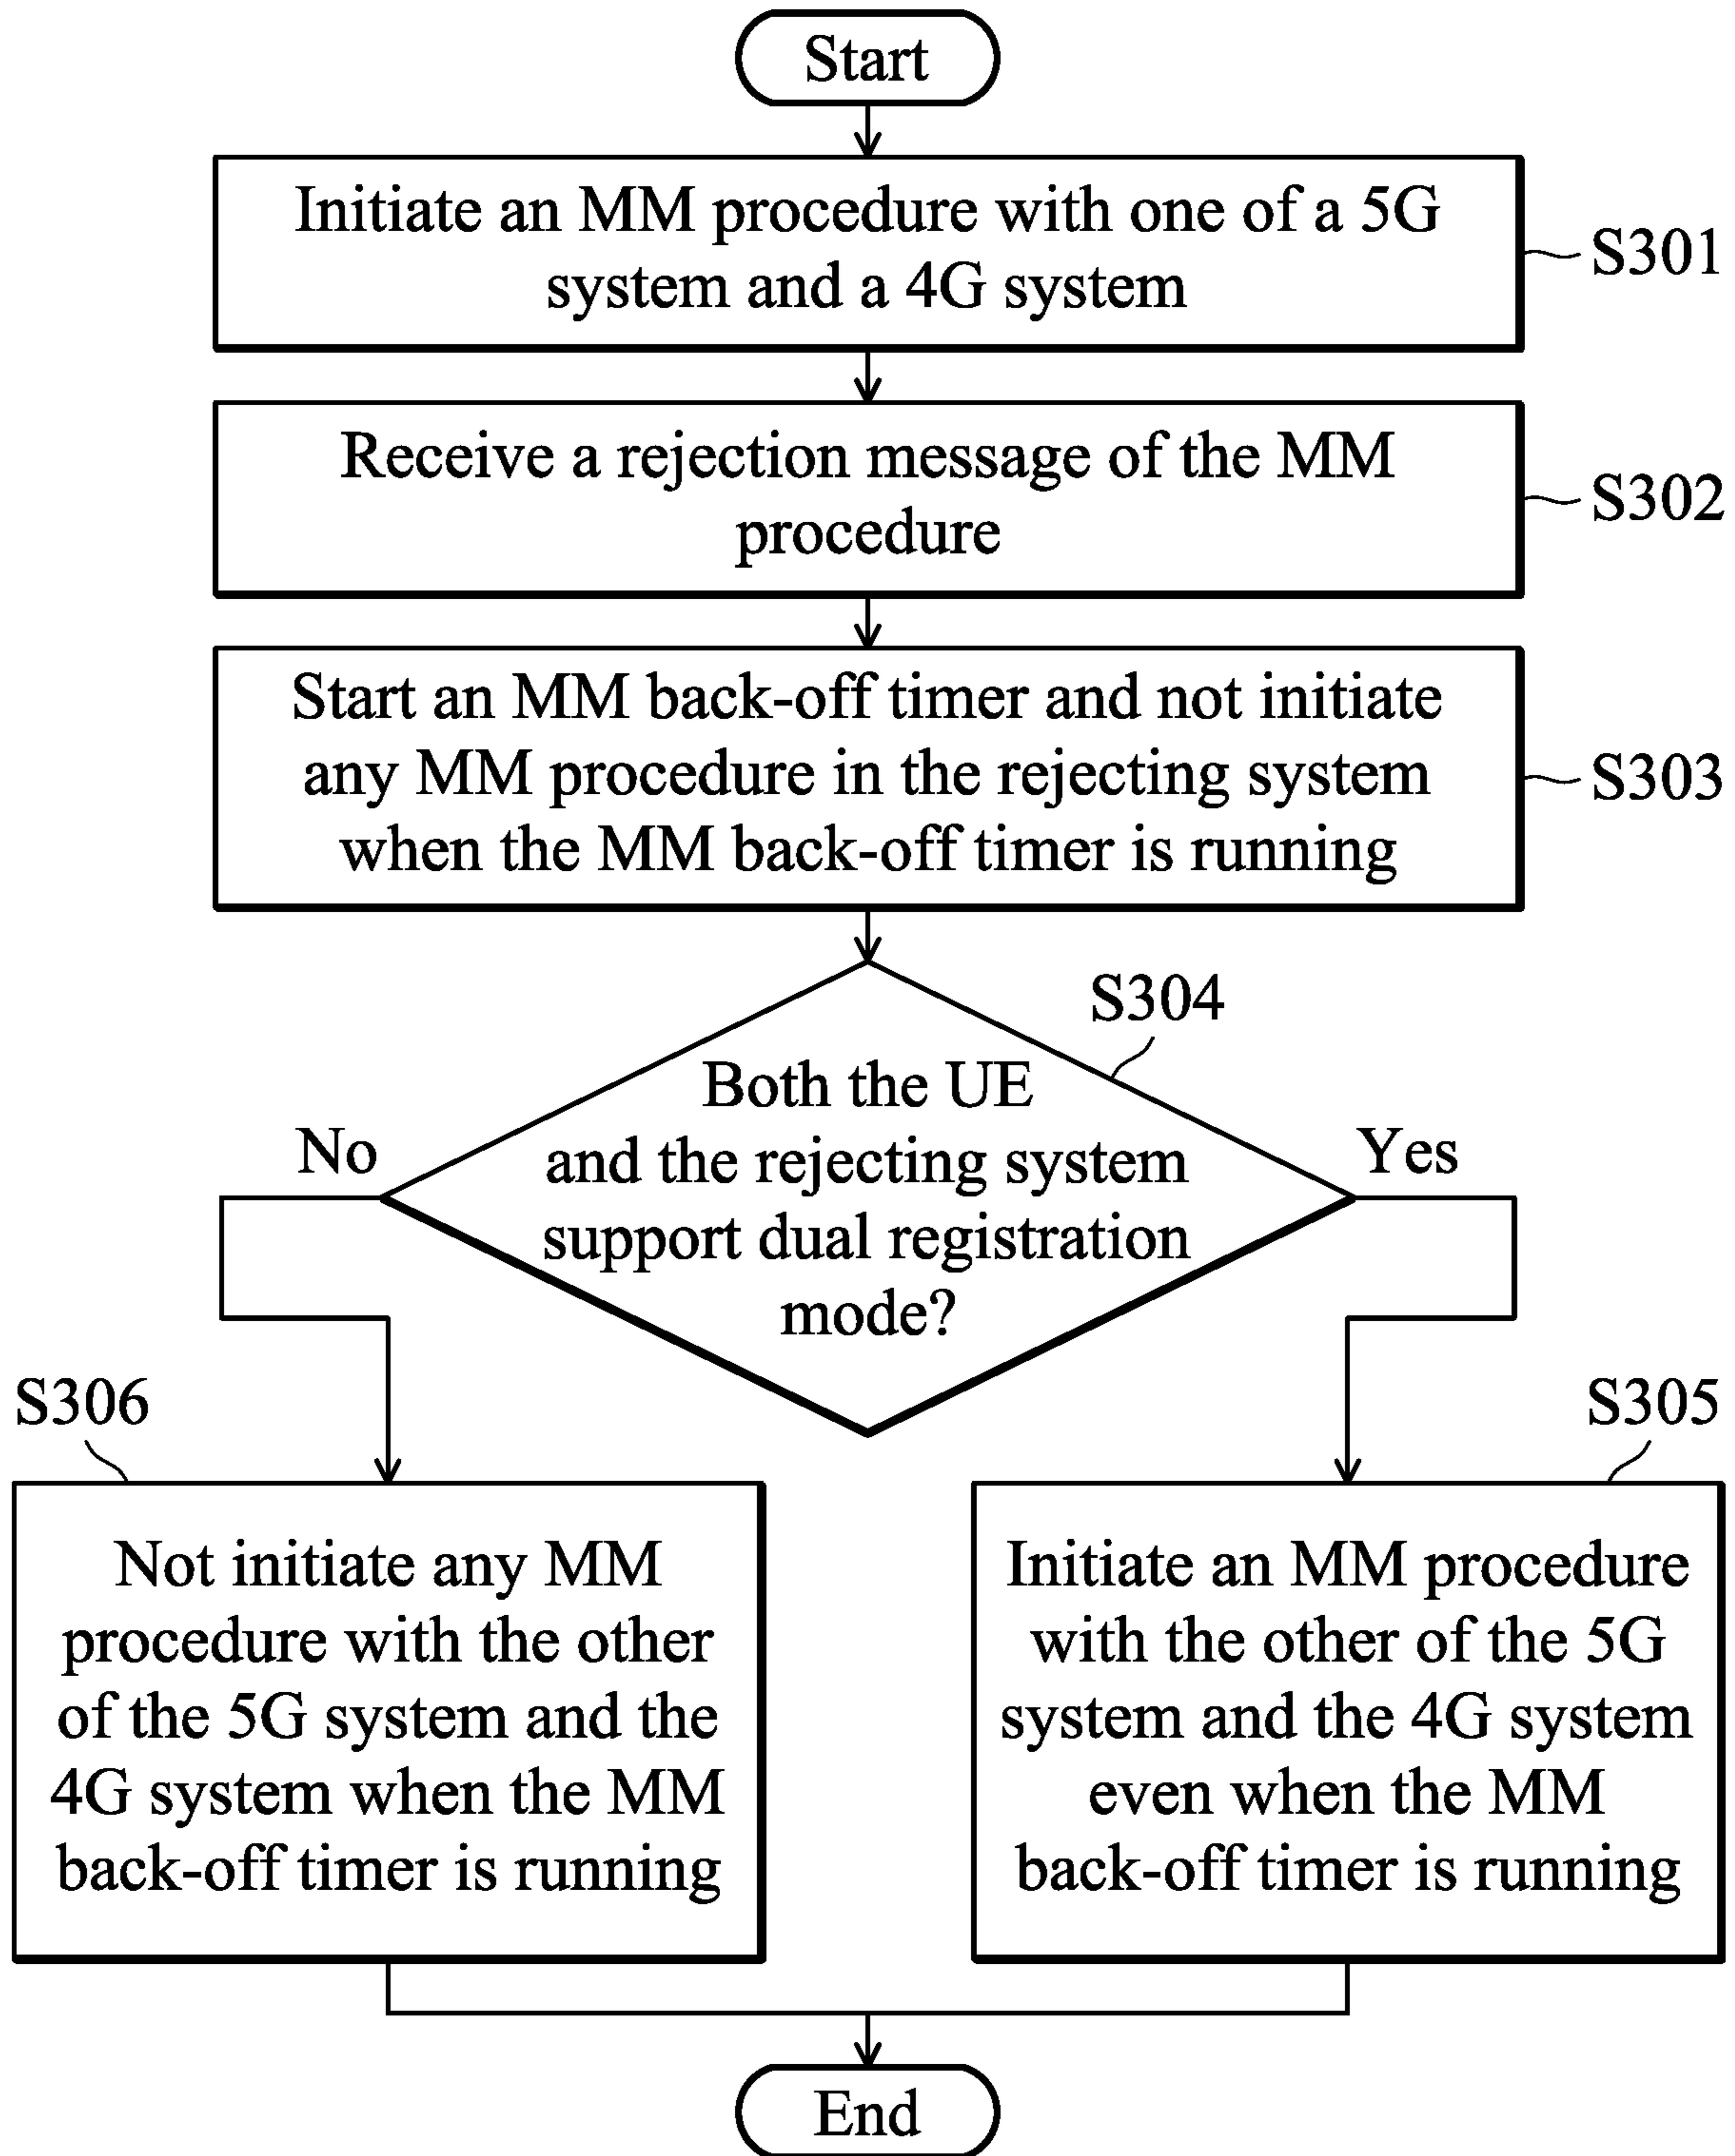 Start
Initiate an MM procedure with one of a 5G
system and a 4G system
S301
Receive a rejection message of the MM
procedure
S302
Start an MM back-off timer and not initiate
any MM procedure in the rejecting system
when the MM back-off timer is running
S303
S304
Both the UE
and the rejecting system
support dual registration
mode?
No
Yes
S306
Not initiate any MM
procedure with the other
of the 5G system and the
4G system when the MM
back-off timer is running
S305
Initiate an MM procedure
with the other of the 5G
system and the 4G system
even when the MM
back-off timer is running
End